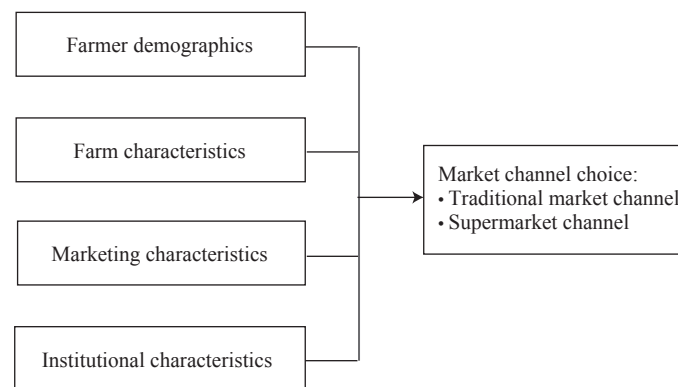 Farmer demographics
Farm characteristics
Marketing characteristics
Institutional characteristics
Market channel choice:
• Traditional market channel
• Supermarket channel